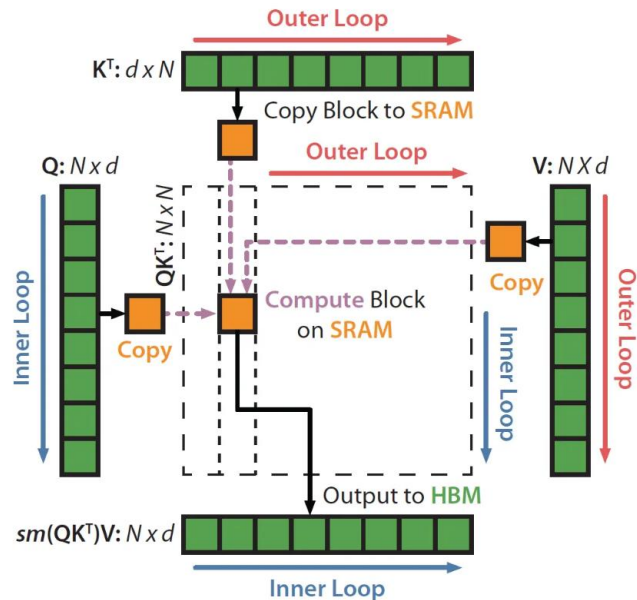 Outer Loop
Kᵀ: d x N
Copy Block to SRAM
Q: N x d
Outer Loop
V: N X d
QKᵀ: N x N
Copy
Inner Loop
Copy
Compute Block
on SRAM
Inner Loop
Outer Loop
Output to HBM
sm(QKᵀ)V: N x d
Inner Loop